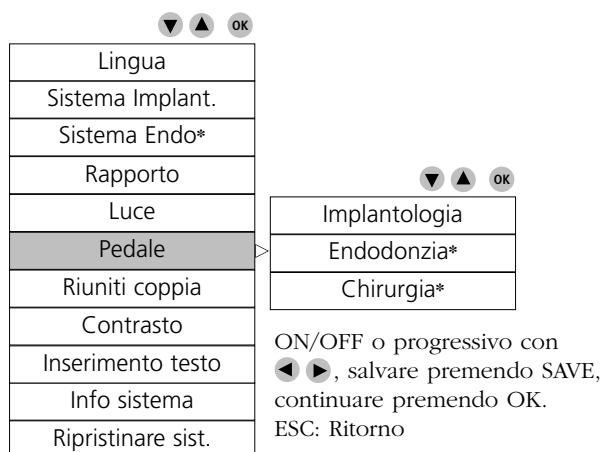 ▼ ▲ OK
Lingua
Sistema Implant.
Sistema Endo*
Rapporto
Luce
Pedale
Riuniti coppia
Contrasto
Inserimento testo
Info sistema
Ripristinare sist.
▼ ▲ OK
Implantologia
Endodonzia*
Chirurgia*
ON/OFF o progressivo con
◀ ▶, salvare premendo SAVE,
continuare premendo OK.
ESC: Ritorno